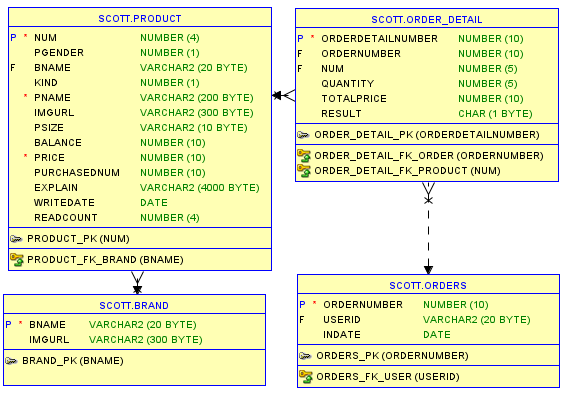 SCOTT.PRODUCT
P * NUM NUMBER (4)
PGENDER NUMBER (1)
F BNAME VARCHAR2 (20 BYTE)
KIND NUMBER (1)
* PNAME VARCHAR2 (200 BYTE)
IMGURL VARCHAR2 (300 BYTE)
PSIZE VARCHAR2 (10 BYTE)
BALANCE NUMBER (10)
* PRICE NUMBER (10)
PURCHASEDNUM NUMBER (10)
EXPLAIN VARCHAR2 (4000 BYTE)
WRITEDATE DATE
READCOUNT NUMBER (4)
PRODUCT_PK (NUM)
PRODUCT_FK_BRAND (BNAME)
SCOTT.BRAND
P * BNAME VARCHAR2 (20 BYTE)
IMGURL VARCHAR2 (300 BYTE)
BRAND_PK (BNAME)
SCOTT.ORDER_DETAIL
P * ORDERDETAILNUMBER NUMBER (10)
F ORDERNUMBER NUMBER (10)
F NUM NUMBER (5)
QUANTITY NUMBER (5)
TOTALPRICE NUMBER (10)
RESULT CHAR (1 BYTE)
ORDER_DETAIL_PK (ORDERDETAILNUMBER)
ORDER_DETAIL_FK_ORDER (ORDERNUMBER)
ORDER_DETAIL_FK_PRODUCT (NUM)
SCOTT.ORDERS
P * ORDERNUMBER NUMBER (10)
F USERID VARCHAR2 (20 BYTE)
INDATE DATE
ORDERS_PK (ORDERNUMBER)
ORDERS_FK_USER (USERID)